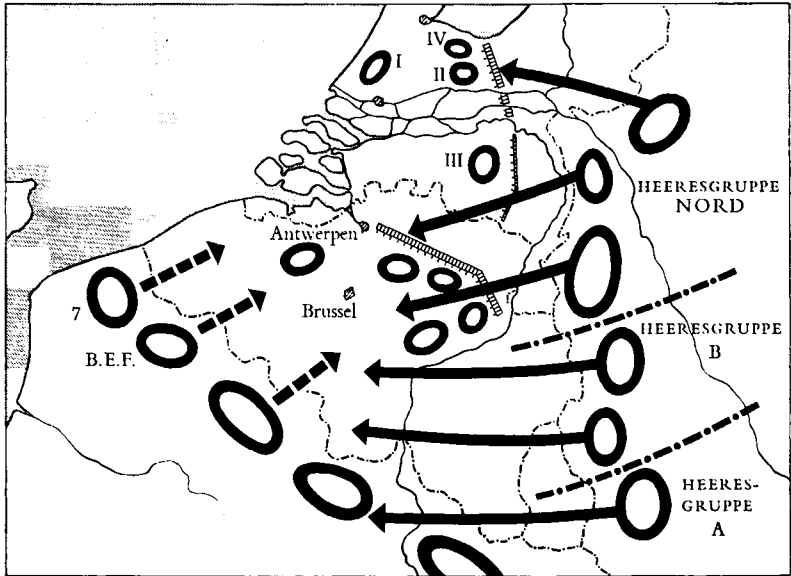 IV
I
II
III
HEERESGRUPPE
NORD
Antwerpen
7
Brussel
B.E.F.
HEERESGRUPPE
B
HEERES-
GRUPPE
A